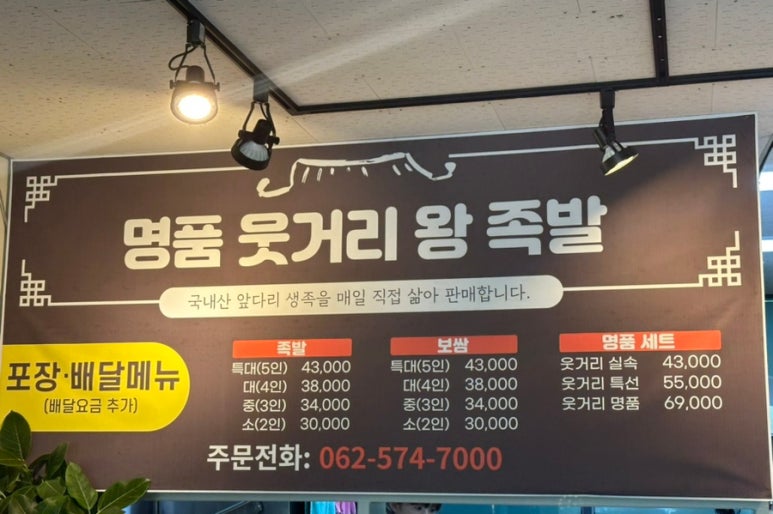 명품 웃거리 왕 족발
국내산 앞다리 생족을 매일 직접 삶아 판매합니다.
포장·배달메뉴
(배달요금 추가)
족발
특대(5인) 43,000
대(4인) 38,000
중(3인) 34,000
소(2인) 30,000
보쌈
특대(5인) 43,000
대(4인) 38,000
중(3인) 34,000
소(2인) 30,000
명품 세트
웃거리 실속 43,000
웃거리 특선 55,000
웃거리 명품 69,000
주문전화: 062-574-7000